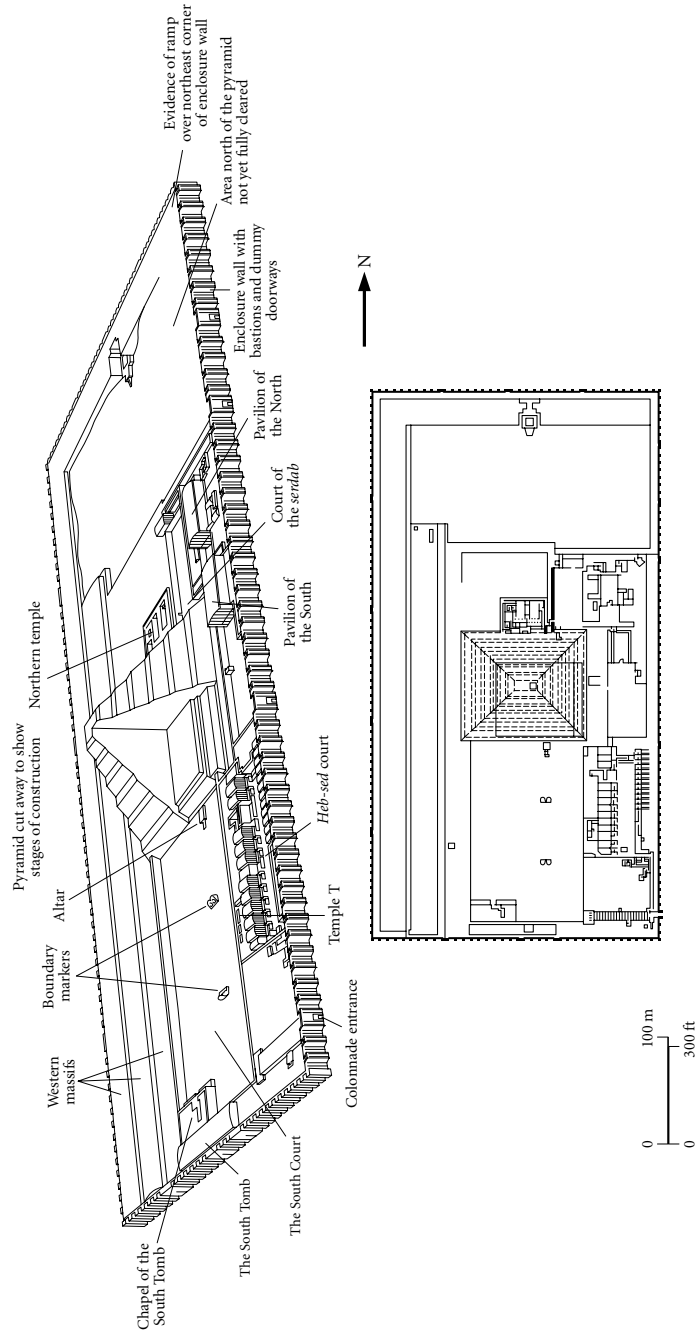 Evidence of ramp
over northeast corner
of enclosure wall
Area north of the pyramid
not yet fully cleared
Enclosure wall with
bastions and dummy
doorways
Pavilion of
the North
Court of
the serdab
Pavilion of
the South
Northern temple
Pyramid cut away to show
stages of construction
Heb-sed court
Altar
Temple T
Boundary
markers
Colonnade entrance
Western
massifs
The South Court
The South Tomb
Chapel of the
South Tomb
N
0
100 m
0
300 ft